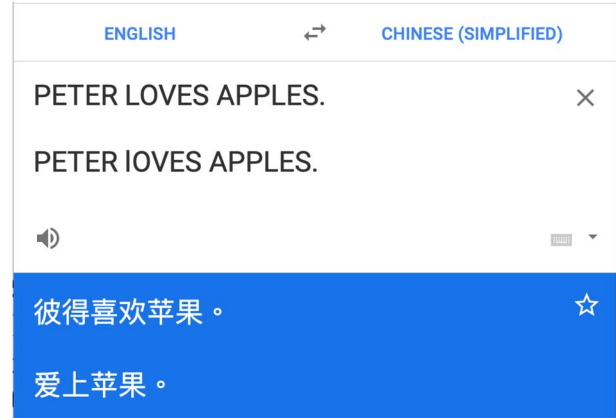 ENGLISH CHINESE (SIMPLIFIED)
PETER LOVES APPLES.
PETER lOVES APPLES.
彼得喜欢苹果。
爱上苹果。